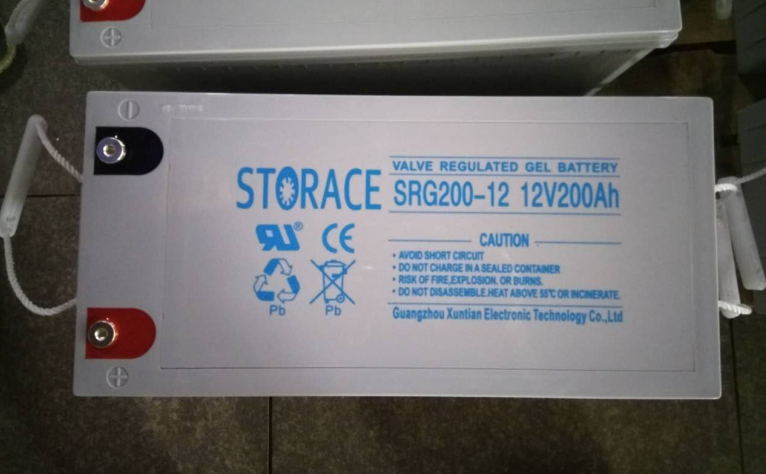 STORACE
VALVE REGULATED GEL BATTERY
SRG200-12 12V200Ah
CAUTION
• AVOID SHORT CIRCUIT
• DO NOT CHARGE IN A SEALED CONTAINER
• RISK OF FIRE,EXPLOSION, OR BURNS.
• DO NOT DISASSEMBLE.HEAT ABOVE 55℃ OR INCINERATE.
Guangzhou Xuntian Electronic Technology Co.,Ltd
CE
Pb
Pb